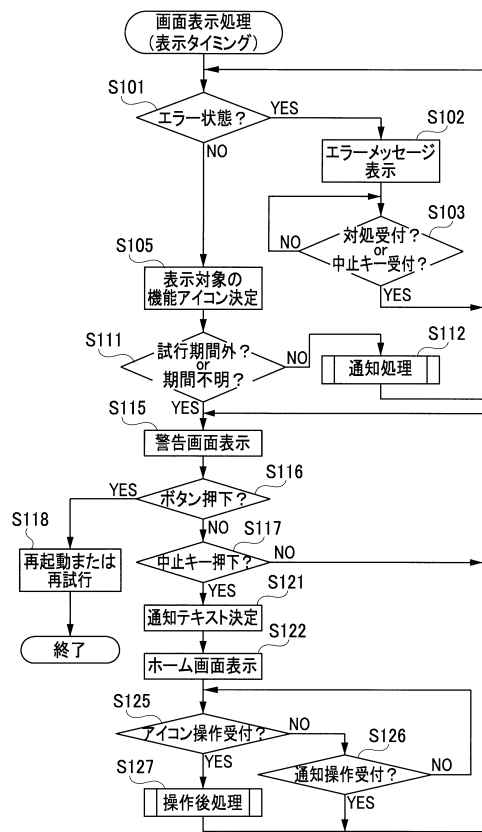 画面表示処理
(表示タイミング)
S101
エラー状態？
YES
NO
S102
エラーメッセージ
表示
S103
対処受付？
or
中止キー受付？
NO
YES
S105
表示対象の
機能アイコン決定
S111
試行期間外？
or
期間不明？
NO
YES
S112
通知処理
S115
警告画面表示
S116
ボタン押下？
YES
NO
S118
再起動または
再試行
終了
S117
中止キー押下？
NO
YES
S121
通知テキスト決定
S122
ホーム画面表示
S125
アイコン操作受付？
NO
YES
S126
通知操作受付？
NO
YES
S127
操作後処理